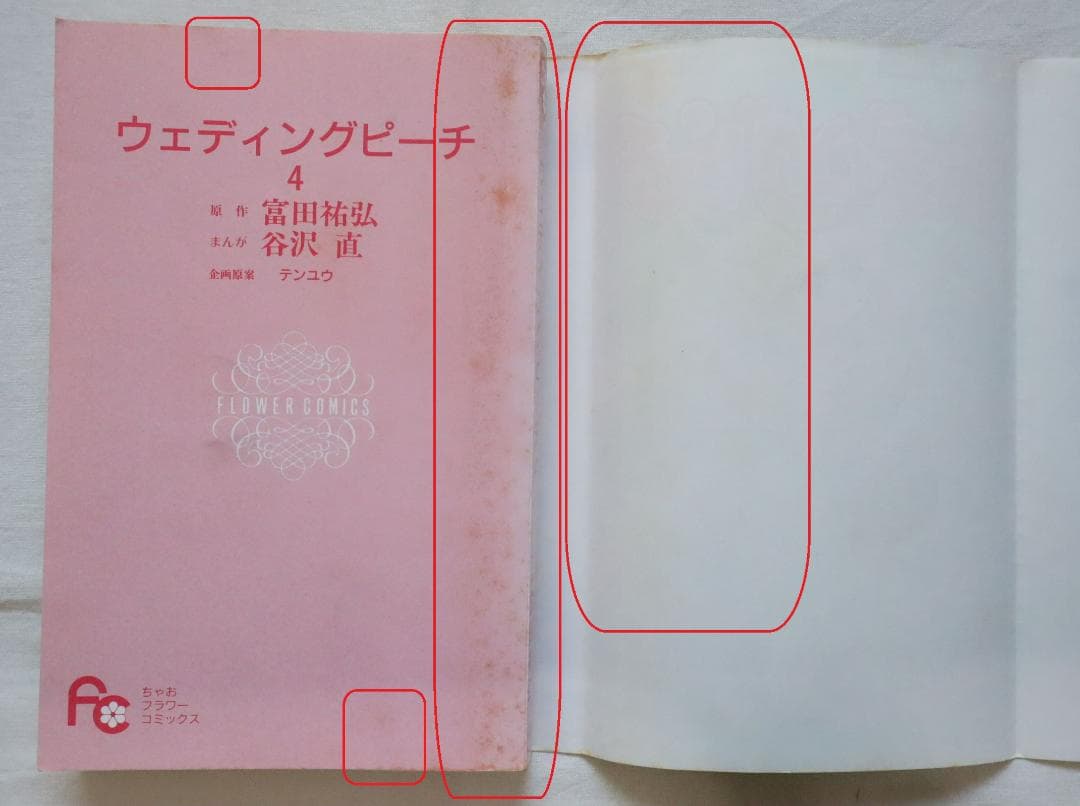 ウェディングピーチ
4
原作 富田祐弘
まんが 谷沢 直
企画原案 テンユウ
FLOWER COMICS
FC
ちゃお
フラワー
コミックス